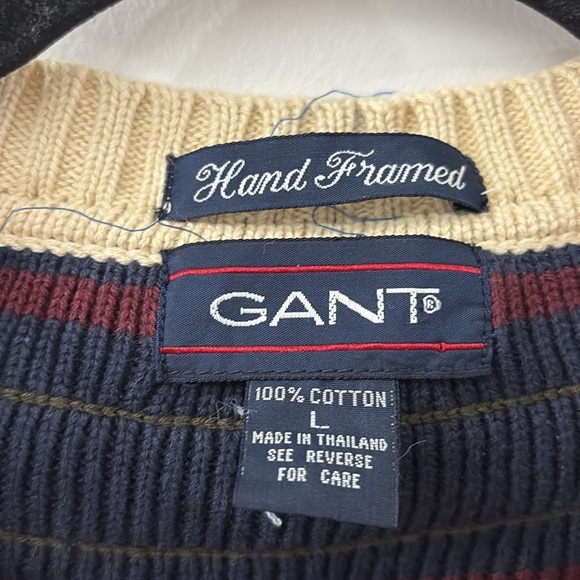 Hand Framed
GANT®
100% COTTON
L
MADE IN THAILAND
SEE REVERSE
FOR CARE